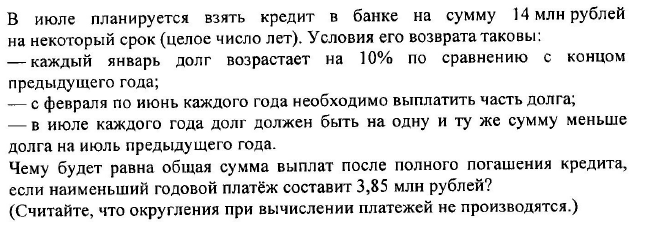 В июле планируется взять кредит в банке на сумму 14 млн рублей
на некоторый срок (целое число лет). Условия его возврата таковы:
— каждый январь долг возрастает на 10% по сравнению с концом
предыдущего года;
— с февраля по июнь каждого года необходимо выплатить часть долга;
— в июле каждого года долг должен быть на одну и ту же сумму меньше
долга на июль предыдущего года.
Чему будет равна общая сумма выплат после полного погашения кредита,
если наименьший годовой платёж составит 3,85 млн рублей?
(Считайте, что округления при вычислении платежей не производятся.)